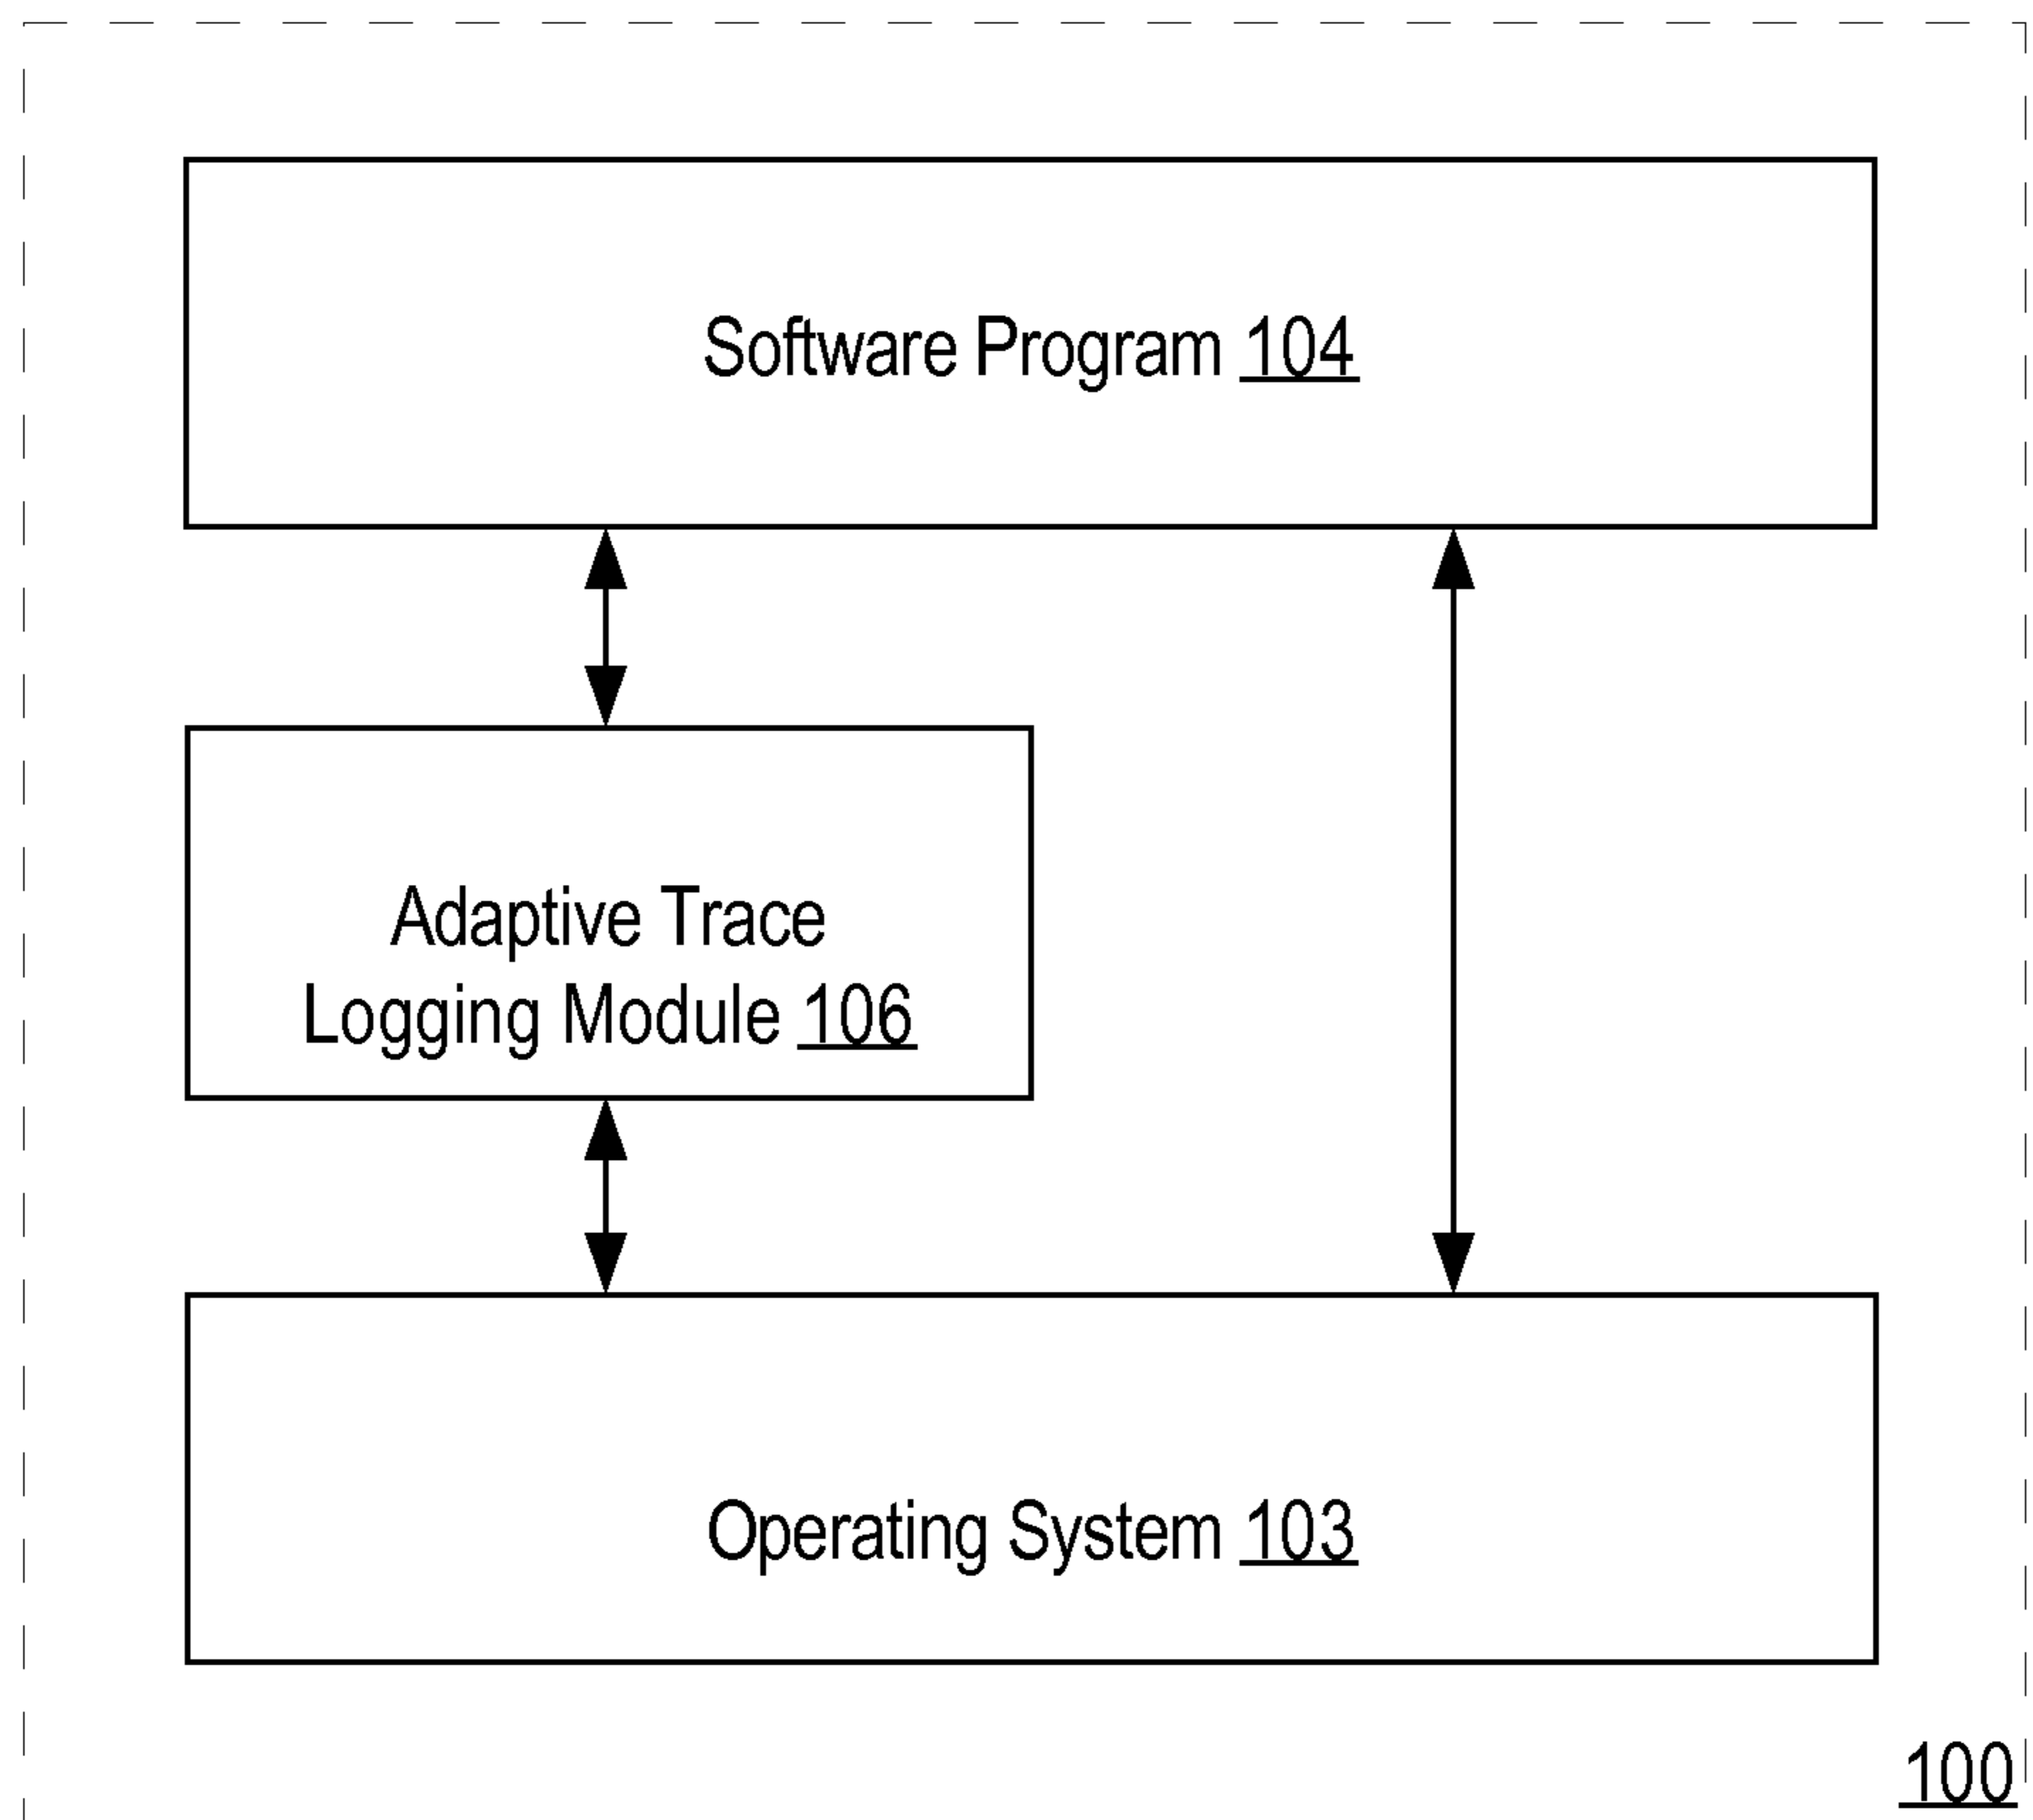 Software Program 104
Adaptive Trace
Logging Module 106
Operating System 103
100